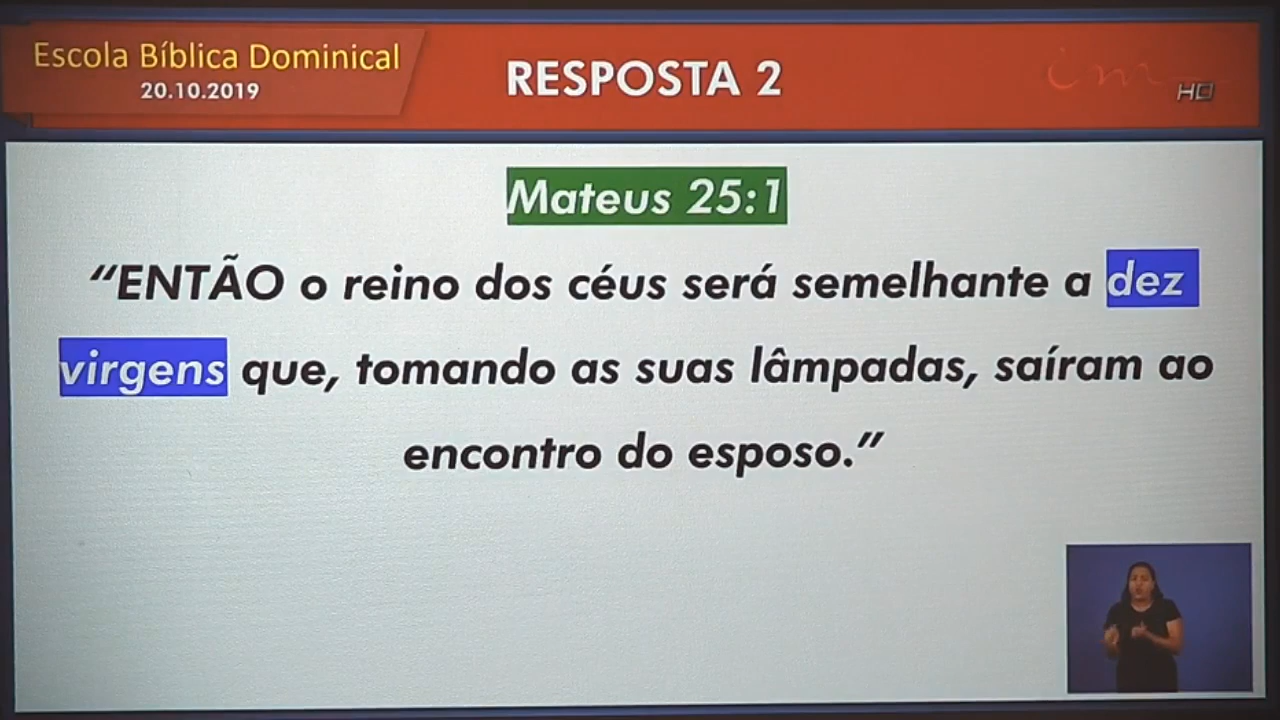 Escola Bíblica Dominical
20.10.2019
RESPOSTA 2
im
HD
Mateus 25:1
“ENTÃO o reino dos céus será semelhante a dez
virgens que, tomando as suas lâmpadas, saíram ao
encontro do esposo.”